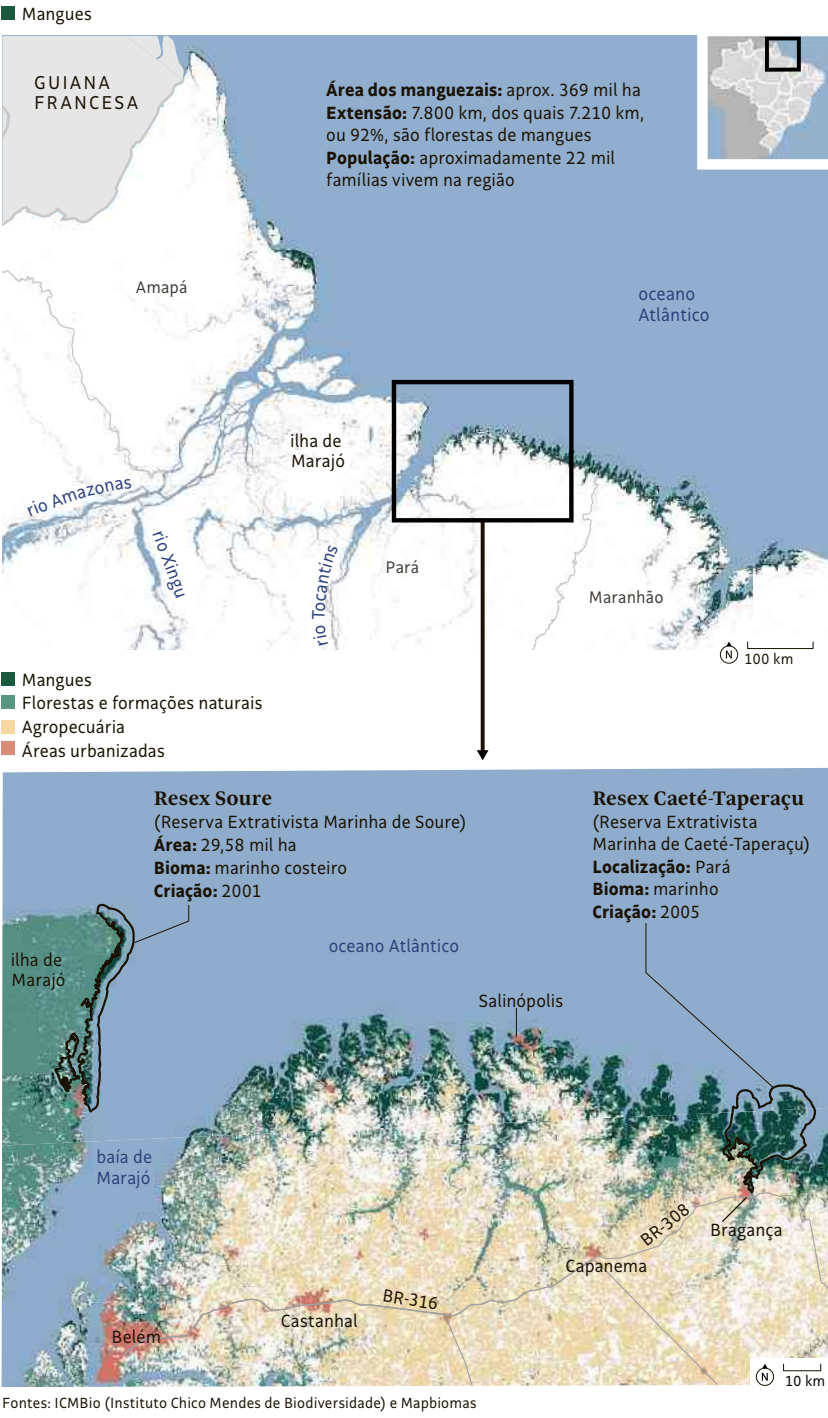 Mangues
GUIANA
FRANCESA
Área dos manguezais: aprox. 369 mil ha
Extensão: 7.800 km, dos quais 7.210 km,
ou 92%, são florestas de mangues
População: aproximadamente 22 mil
famílias vivem na região
Amapá
oceano
Atlântico
ilha de
Marajó
rio Amazonas
rio Xingu
rio Tocantins
Pará
Maranhão
N
100 km
Mangues
Florestas e formações naturais
Agropecuária
Áreas urbanizadas
Resex Soure
(Reserva Extrativista Marinha de Soure)
Área: 29,58 mil ha
Bioma: marinho costeiro
Criação: 2001
Resex Caeté-Taperaçu
(Reserva Extrativista
Marinha de Caeté-Taperaçu)
Localização: Pará
Bioma: marinho
Criação: 2005
oceano Atlântico
ilha de
Marajó
Salinópolis
baía de
Marajó
BR-308
Bragança
Capanema
BR-316
Castanhal
Belém
N
10 km
Fontes: ICMBio (Instituto Chico Mendes de Biodiversidade) e Mapbiomas